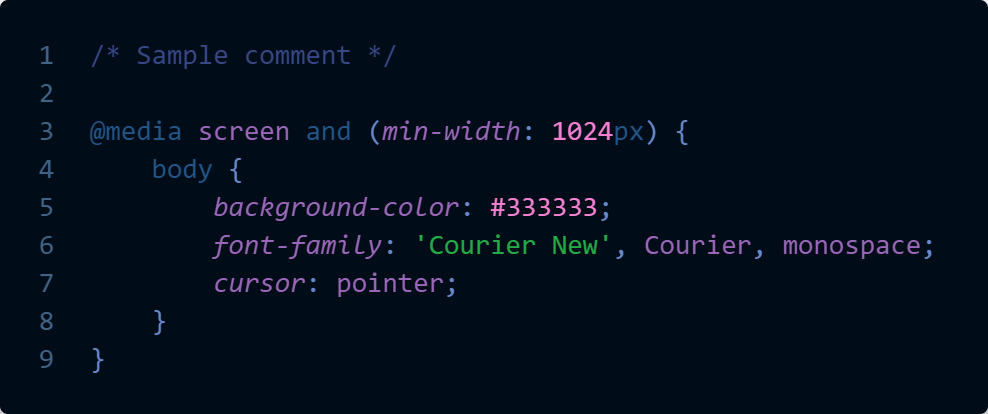 1 /* Sample comment */
2
3 @media screen and (min-width: 1024px) {
4     body {
5         background-color: #333333;
6         font-family: 'Courier New', Courier, monospace;
7         cursor: pointer;
8     }
9 }